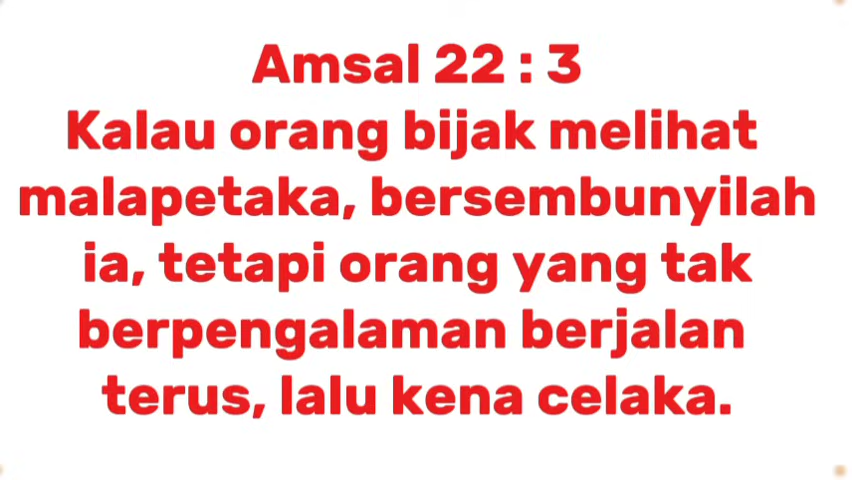 Amsal 22 : 3
Kalau orang bijak melihat
malapetaka, bersembunyilah
ia, tetapi orang yang tak
berpengalaman berjalan
terus, lalu kena celaka.